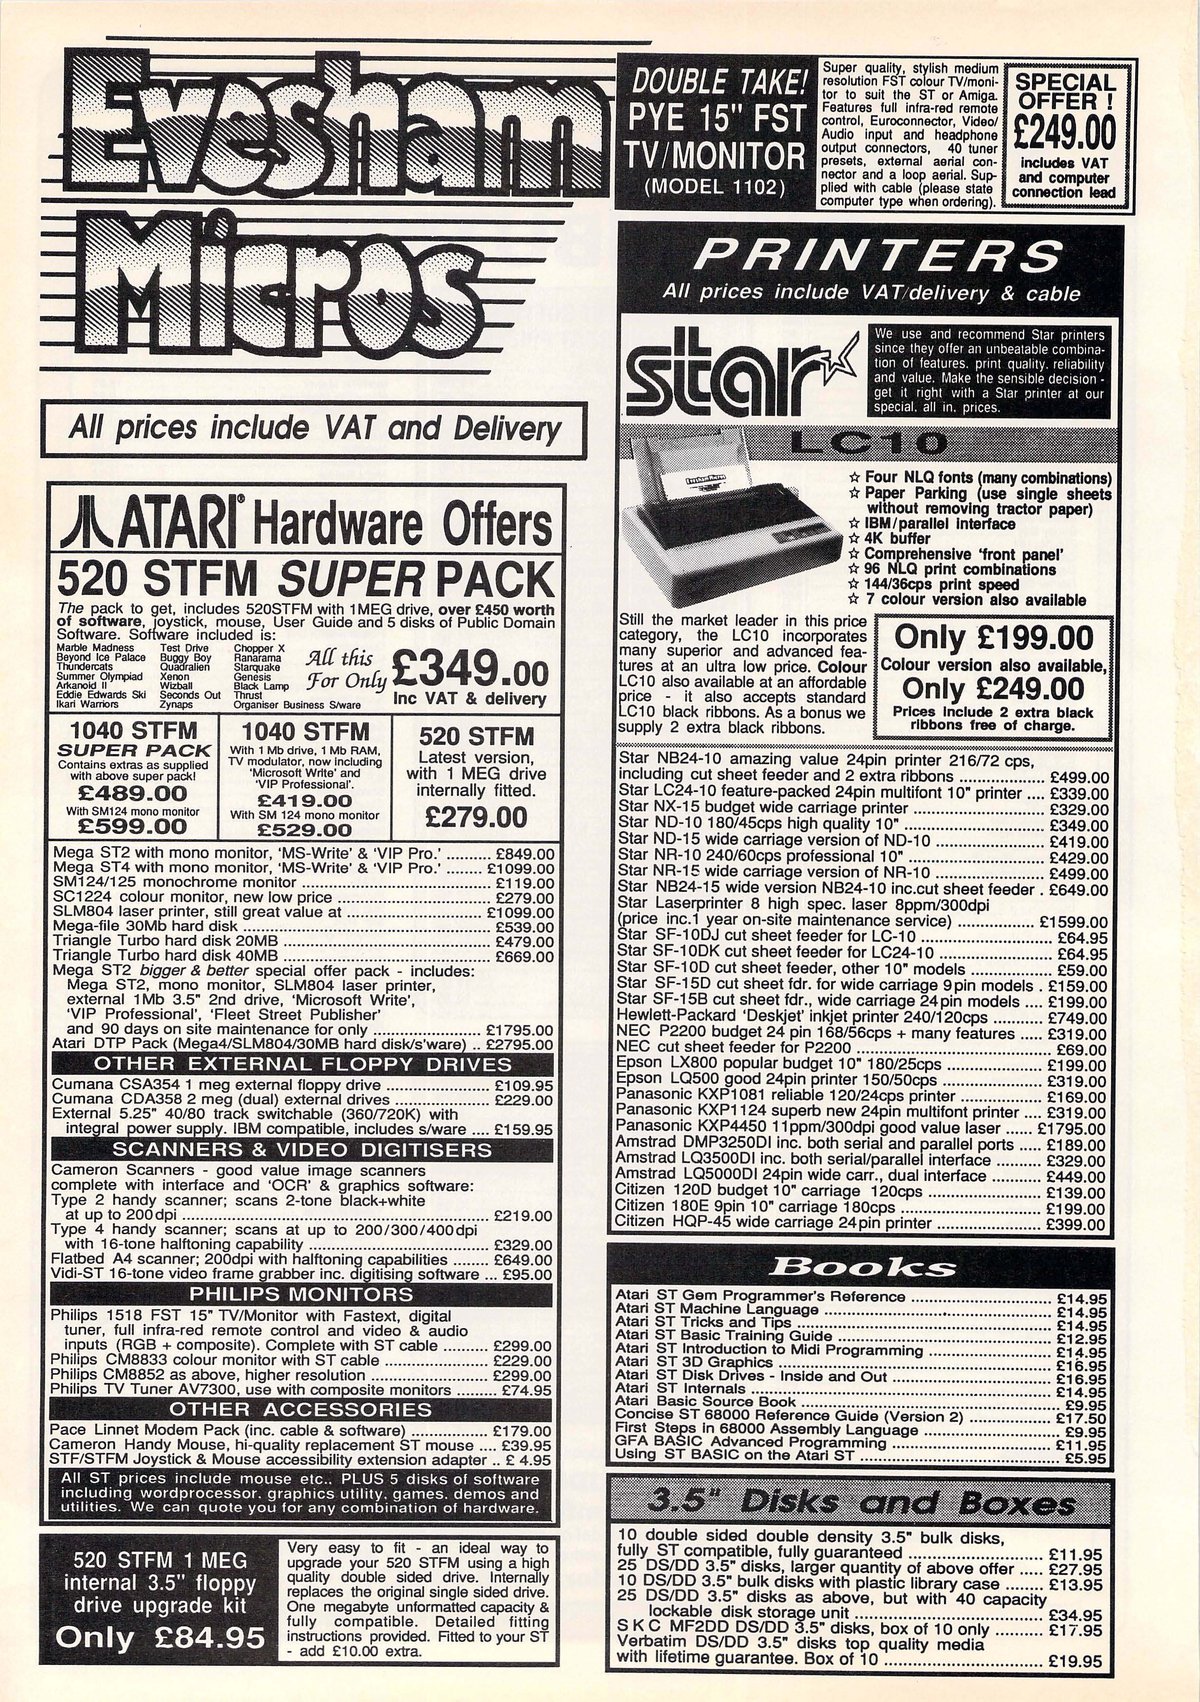 Evesham
Micros
All prices include VAT and Delivery
ATARI® Hardware Offers
520 STFM SUPER PACK
The pack to get, includes 520STFM with 1MEG drive, over £450 worth
of software, joystick, mouse, User Guide and 5 disks of Public Domain
Software. Software included is:
Marble Madness Test Drive Chopper X
Beyond Ice Palace Buggy Boy Ranarama
Thundercats Quadralien Starquake
Summer Olympiad Xenon Genesis
Arkanoid II Wizball Black Lamp
Eddie Edwards Ski Seconds Out Thrust
Ikari Warriors Zynaps Organiser Business S/ware
All this
For Only
£349.00
Inc VAT & delivery
1040 STFM
SUPER PACK
Contains extras as supplied
with above super pack!
£489.00
With SM124 mono monitor
£599.00
1040 STFM
With 1 Mb drive, 1 Mb RAM,
TV modulator, now including
'Microsoft Write' and
'VIP Professional'.
£419.00
With SM 124 mono monitor
£529.00
520 STFM
Latest version,
with 1 MEG drive
internally fitted.
£279.00
Mega ST2 with mono monitor, 'MS-Write' & 'VIP Pro.' .......... £849.00
Mega ST4 with mono monitor, 'MS-Write' & 'VIP Pro.' ........ £1099.00
SM124/125 monochrome monitor .......... £119.00
SC1224 colour monitor, new low price .......... £279.00
SLM804 laser printer, still great value at .......... £1099.00
Mega-file 30Mb hard disk .......... £539.00
Triangle Turbo hard disk 20MB .......... £479.00
Triangle Turbo hard disk 40MB .......... £669.00
Mega ST2 bigger & better special offer pack - includes:
Mega ST2, mono monitor, SLM804 laser printer,
external 1Mb 3.5" 2nd drive, 'Microsoft Write',
'VIP Professional', 'Fleet Street Publisher'
and 90 days on site maintenance for only .......... £1795.00
Atari DTP Pack (Mega4/SLM804/30MB hard disk/s'ware) .. £2795.00
OTHER EXTERNAL FLOPPY DRIVES
Cumana CSA354 1 meg external floppy drive .......... £109.95
Cumana CDA358 2 meg (dual) external drives .......... £229.00
External 5.25" 40/80 track switchable (360/720K) with
integral power supply. IBM compatible, includes s/ware .... £159.95
SCANNERS & VIDEO DIGITISERS
Cameron Scanners - good value image scanners
complete with interface and 'OCR' & graphics software:
Type 2 handy scanner; scans 2-tone black+white
at up to 200dpi .......... £219.00
Type 4 handy scanner; scans at up to 200/300/400dpi
with 16-tone halftoning capability .......... £329.00
Flatbed A4 scanner; 200dpi with halftoning capabilities ........ £649.00
Vidi-ST 16-tone video frame grabber inc. digitising software ... £95.00
PHILIPS MONITORS
Philips 1518 FST 15" TV/Monitor with Fastext, digital
tuner, full infra-red remote control and video & audio
inputs (RGB + composite). Complete with ST cable ........ £299.00
Philips CM8833 colour monitor with ST cable .......... £229.00
Philips CM8852 as above, higher resolution .......... £299.00
Philips TV Tuner AV7300, use with composite monitors ........ £74.95
OTHER ACCESSORIES
Pace Linnet Modem Pack (inc. cable & software) .......... £179.00
Cameron Handy Mouse, hi-quality replacement ST mouse .... £39.95
STF/STFM Joystick & Mouse accessibility extension adapter .. £ 4.95
All ST prices include mouse etc.. PLUS 5 disks of software
including wordprocessor, graphics utility, games, demos and
utilities. We can quote you for any combination of hardware.
520 STFM 1 MEG
internal 3.5" floppy
drive upgrade kit
Only £84.95
Very easy to fit - an ideal way to
upgrade your 520 STFM using a high
quality double sided drive. Internally
replaces the original single sided drive.
One megabyte unformatted capacity &
fully compatible. Detailed fitting
instructions provided. Fitted to your ST
- add £10.00 extra.
DOUBLE TAKE!
PYE 15" FST
TV/MONITOR
(MODEL 1102)
Super quality, stylish medium
resolution FST colour TV/moni-
tor to suit the ST or Amiga.
Features full infra-red remote
control, Euroconnector, Video/
Audio input and headphone
output connectors, 40 tuner
presets, external aerial con-
nector and a loop aerial. Sup-
plied with cable (please state
computer type when ordering).
SPECIAL
OFFER !
£249.00
includes VAT
and computer
connection lead
PRINTERS
All prices include VAT/delivery & cable
star
We use and recommend Star printers
since they offer an unbeatable combina-
tion of features, print quality, reliability
and value. Make the sensible decision -
get it right with a Star printer at our
special, all in, prices.
LC10
☆ Four NLQ fonts (many combinations)
☆ Paper Parking (use single sheets
without removing tractor paper)
☆ IBM/parallel Interface
☆ 4K buffer
☆ Comprehensive 'front panel'
☆ 96 NLQ print combinations
☆ 144/36cps print speed
☆ 7 colour version also available
Still the market leader in this price
category, the LC10 incorporates
many superior and advanced fea-
tures at an ultra low price. Colour
LC10 also available at an affordable
price - it also accepts standard
LC10 black ribbons. As a bonus we
supply 2 extra black ribbons.
Only £199.00
Colour version also available,
Only £249.00
Prices include 2 extra black
ribbons free of charge.
Star NB24-10 amazing value 24pin printer 216/72 cps,
including cut sheet feeder and 2 extra ribbons .......... £499.00
Star LC24-10 feature-packed 24pin multifont 10" printer .... £339.00
Star NX-15 budget wide carriage printer .......... £329.00
Star ND-10 180/45cps high quality 10" .......... £349.00
Star ND-15 wide carriage version of ND-10 .......... £419.00
Star NR-10 240/60cps professional 10" .......... £429.00
Star NR-15 wide carriage version of NR-10 .......... £499.00
Star NB24-15 wide version NB24-10 inc.cut sheet feeder . £649.00
Star Laserprinter 8 high spec. laser 8ppm/300dpi
(price inc.1 year on-site maintenance service) .......... £1599.00
Star SF-10DJ cut sheet feeder for LC-10 .......... £64.95
Star SF-10DK cut sheet feeder for LC24-10 .......... £64.95
Star SF-10D cut sheet feeder, other 10" models .......... £59.00
Star SF-15D cut sheet fdr. for wide carriage 9pin models . £159.00
Star SF-15B cut sheet fdr., wide carriage 24pin models .... £199.00
Hewlett-Packard 'Deskjet' inkjet printer 240/120cps ........ £749.00
NEC P2200 budget 24 pin 168/56cps + many features ..... £319.00
NEC cut sheet feeder for P2200 .......... £69.00
Epson LX800 popular budget 10" 180/25cps .......... £199.00
Epson LQ500 good 24pin printer 150/50cps .......... £319.00
Panasonic KXP1081 reliable 120/24cps printer .......... £169.00
Panasonic KXP1124 superb new 24pin multifont printer .... £319.00
Panasonic KXP4450 11ppm/300dpi good value laser ...... £1795.00
Amstrad DMP3250DI inc. both serial and parallel ports ..... £189.00
Amstrad LQ3500DI inc. both serial/parallel interface .......... £329.00
Amstrad LQ5000DI 24pin wide carr., dual interface .......... £449.00
Citizen 120D budget 10" carriage 120cps .......... £139.00
Citizen 180E 9pin 10" carriage 180cps .......... £199.00
Citizen HQP-45 wide carriage 24pin printer .......... £399.00
Books
Atari ST Gem Programmer's Reference .......... £14.95
Atari ST Machine Language .......... £14.95
Atari ST Tricks and Tips .......... £14.95
Atari ST Basic Training Guide .......... £12.95
Atari ST Introduction to Midi Programming .......... £14.95
Atari ST 3D Graphics .......... £16.95
Atari ST Disk Drives - Inside and Out .......... £16.95
Atari ST Internals .......... £14.95
Atari Basic Source Book .......... £9.95
Concise ST 68000 Reference Guide (Version 2) .......... £17.50
First Steps in 68000 Assembly Language .......... £9.95
GFA BASIC Advanced Programming .......... £11.95
Using ST BASIC on the Atari ST .......... £5.95
3.5" Disks and Boxes
10 double sided double density 3.5" bulk disks,
fully ST compatible, fully guaranteed .......... £11.95
25 DS/DD 3.5" disks, larger quantity of above offer ..... £27.95
10 DS/DD 3.5" bulk disks with plastic library case ....... £13.95
25 DS/DD 3.5" disks as above, but with 40 capacity
lockable disk storage unit .......... £34.95
S K C MF2DD DS/DD 3.5" disks, box of 10 only ......... £17.95
Verbatim DS/DD 3.5" disks top quality media
with lifetime guarantee. Box of 10 .......... £19.95